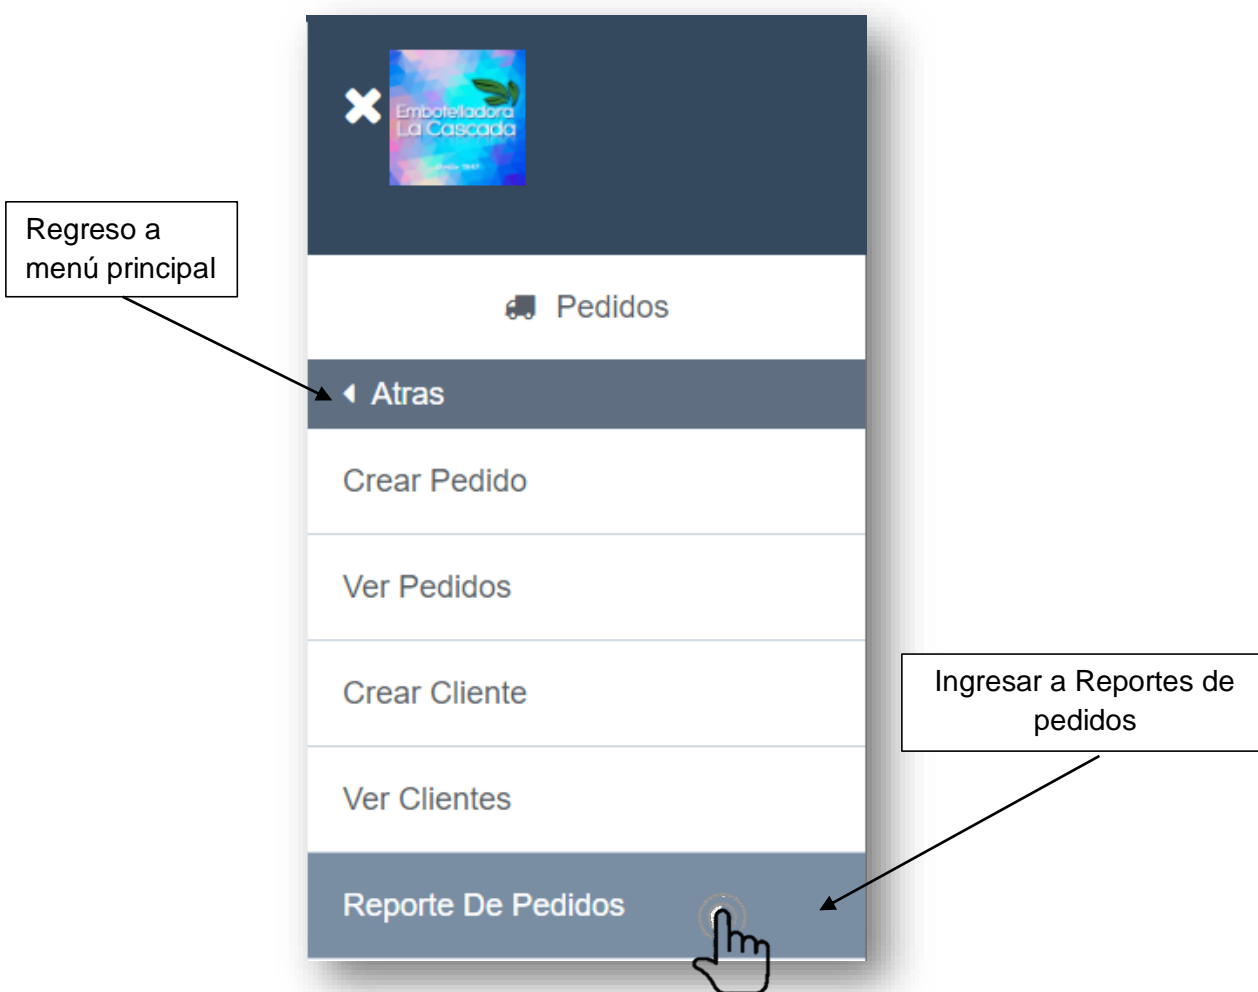 Embotelladora
La Cascada
Regreso a
menú principal
Pedidos
Atras
Crear Pedido
Ver Pedidos
Crear Cliente
Ingresar a Reportes de
pedidos
Ver Clientes
Reporte De Pedidos